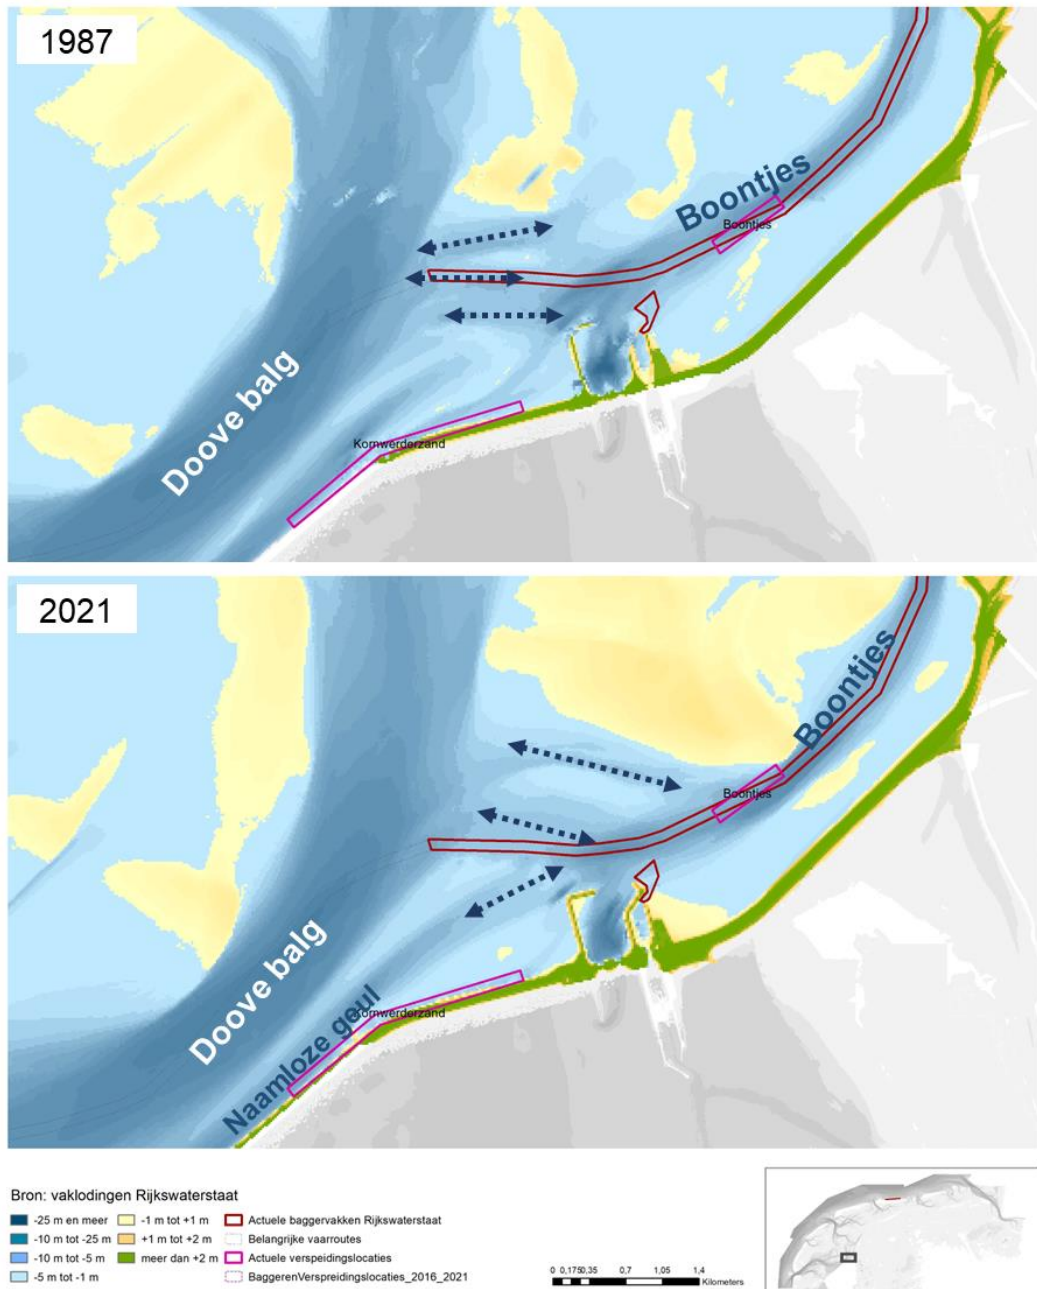 1987
Boontjes
Boontjes
Doove balg
Kornwerderzand
2021
Boontjes
Boontjes
Doove balg
Naamloze geul
Kornwerderzand
Bron: vaklodingen Rijkswaterstaat
-25 m en meer
-10 m tot -25 m
-10 m tot -5 m
-5 m tot -1 m
-1 m tot +1 m
+1 m tot +2 m
meer dan +2 m
Actuele baggervakken Rijkswaterstaat
Belangrijke vaarroutes
Actuele verspeidingslocaties
BaggerenVerspreidingslocaties_2016_2021
0 0,1750,35 0,7 1,05 1,4
Kilometers